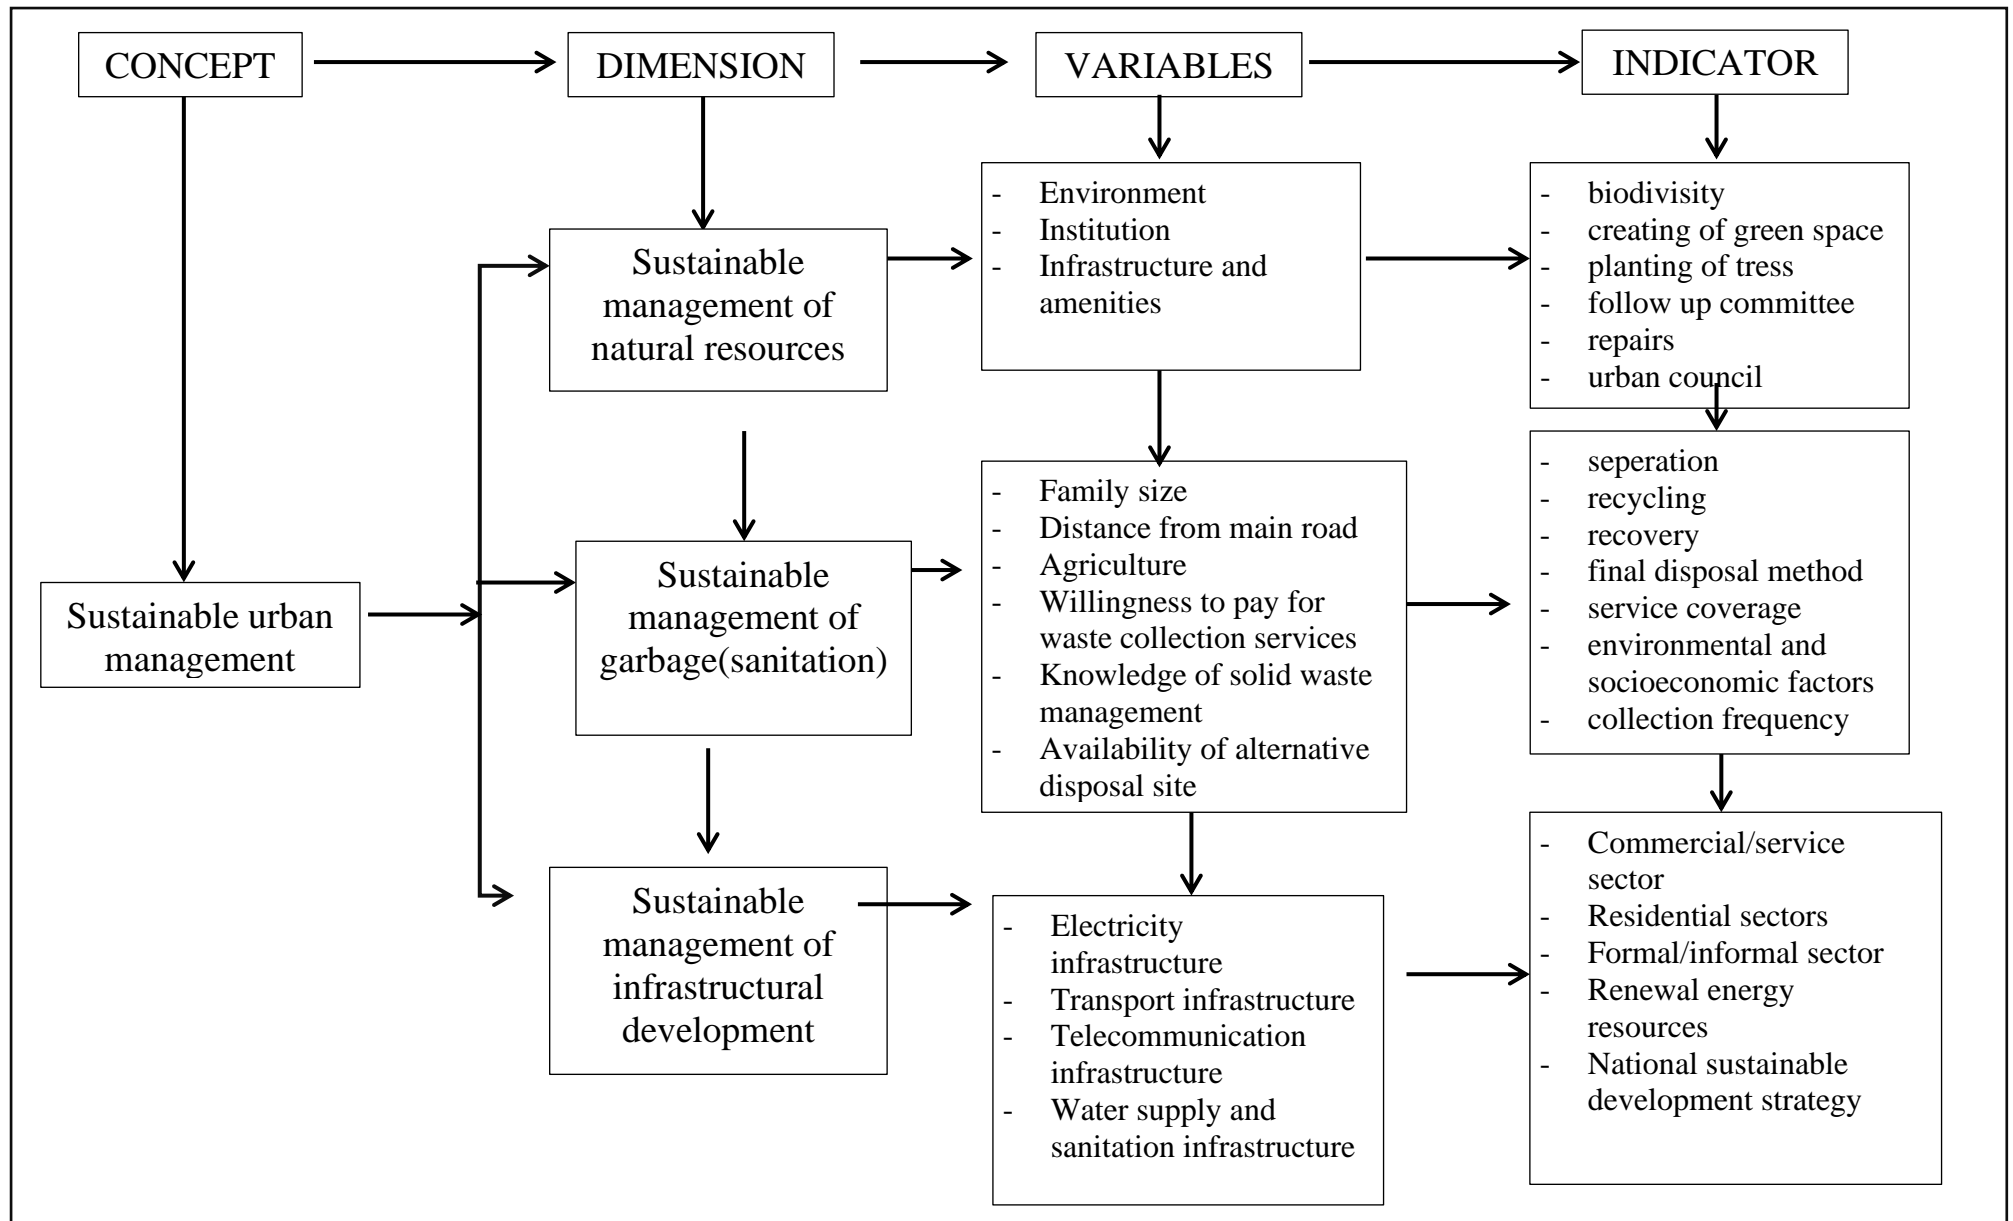 CONCEPT
DIMENSION
VARIABLES
INDICATOR
Sustainable urban
management
Sustainable
management of
natural resources
Sustainable
management of
garbage(sanitation)
Sustainable
management of
infrastructural
development
- Environment
- Institution
- Infrastructure and
amenities
- Family size
- Distance from main road
- Agriculture
- Willingness to pay for
waste collection services
- Knowledge of solid waste
management
- Availability of alternative
disposal site
- Electricity
infrastructure
- Transport infrastructure
- Telecommunication
infrastructure
- Water supply and
sanitation infrastructure
- biodivisity
- creating of green space
- planting of tress
- follow up committee
- repairs
- urban council
- seperation
- recycling
- recovery
- final disposal method
- service coverage
- environmental and
socioeconomic factors
- collection frequency
- Commercial/service
sector
- Residential sectors
- Formal/informal sector
- Renewal energy
resources
- National sustainable
development strategy